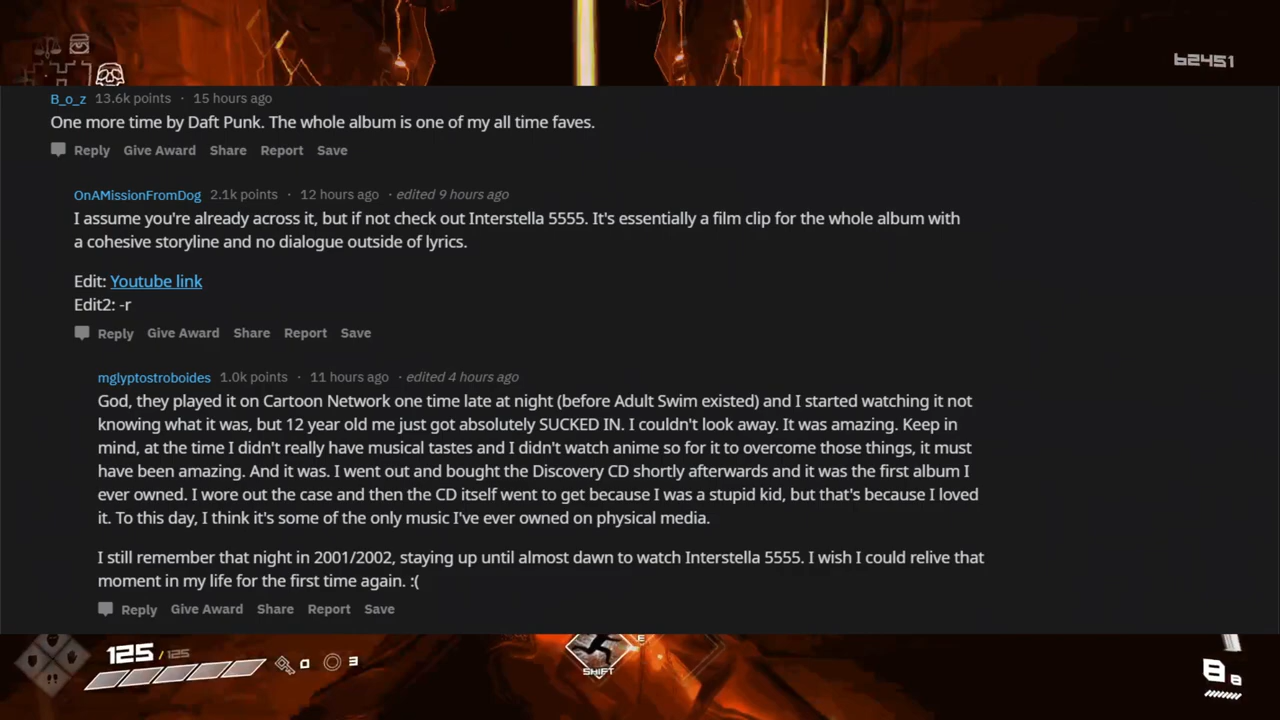 62451
B_o_z 13.6k points · 15 hours ago
One more time by Daft Punk. The whole album is one of my all time faves.
Reply Give Award Share Report Save
OnAMissionFromDog 2.1k points · 12 hours ago · edited 9 hours ago
I assume you're already across it, but if not check out Interstella 5555. It's essentially a film clip for the whole album with
a cohesive storyline and no dialogue outside of lyrics.
Edit: Youtube link
Edit2: -r
Reply Give Award Share Report Save
mglyptostroboides 1.0k points · 11 hours ago · edited 4 hours ago
God, they played it on Cartoon Network one time late at night (before Adult Swim existed) and I started watching it not
knowing what it was, but 12 year old me just got absolutely SUCKED IN. I couldn't look away. It was amazing. Keep in
mind, at the time I didn't really have musical tastes and I didn't watch anime so for it to overcome those things, it must
have been amazing. And it was. I went out and bought the Discovery CD shortly afterwards and it was the first album I
ever owned. I wore out the case and then the CD itself went to get because I was a stupid kid, but that's because I loved
it. To this day, I think it's some of the only music I've ever owned on physical media.
I still remember that night in 2001/2002, staying up until almost dawn to watch Interstella 5555. I wish I could relive that
moment in my life for the first time again. :(
Reply Give Award Share Report Save
E
125 / 125 0 3
SHIFT
8 8